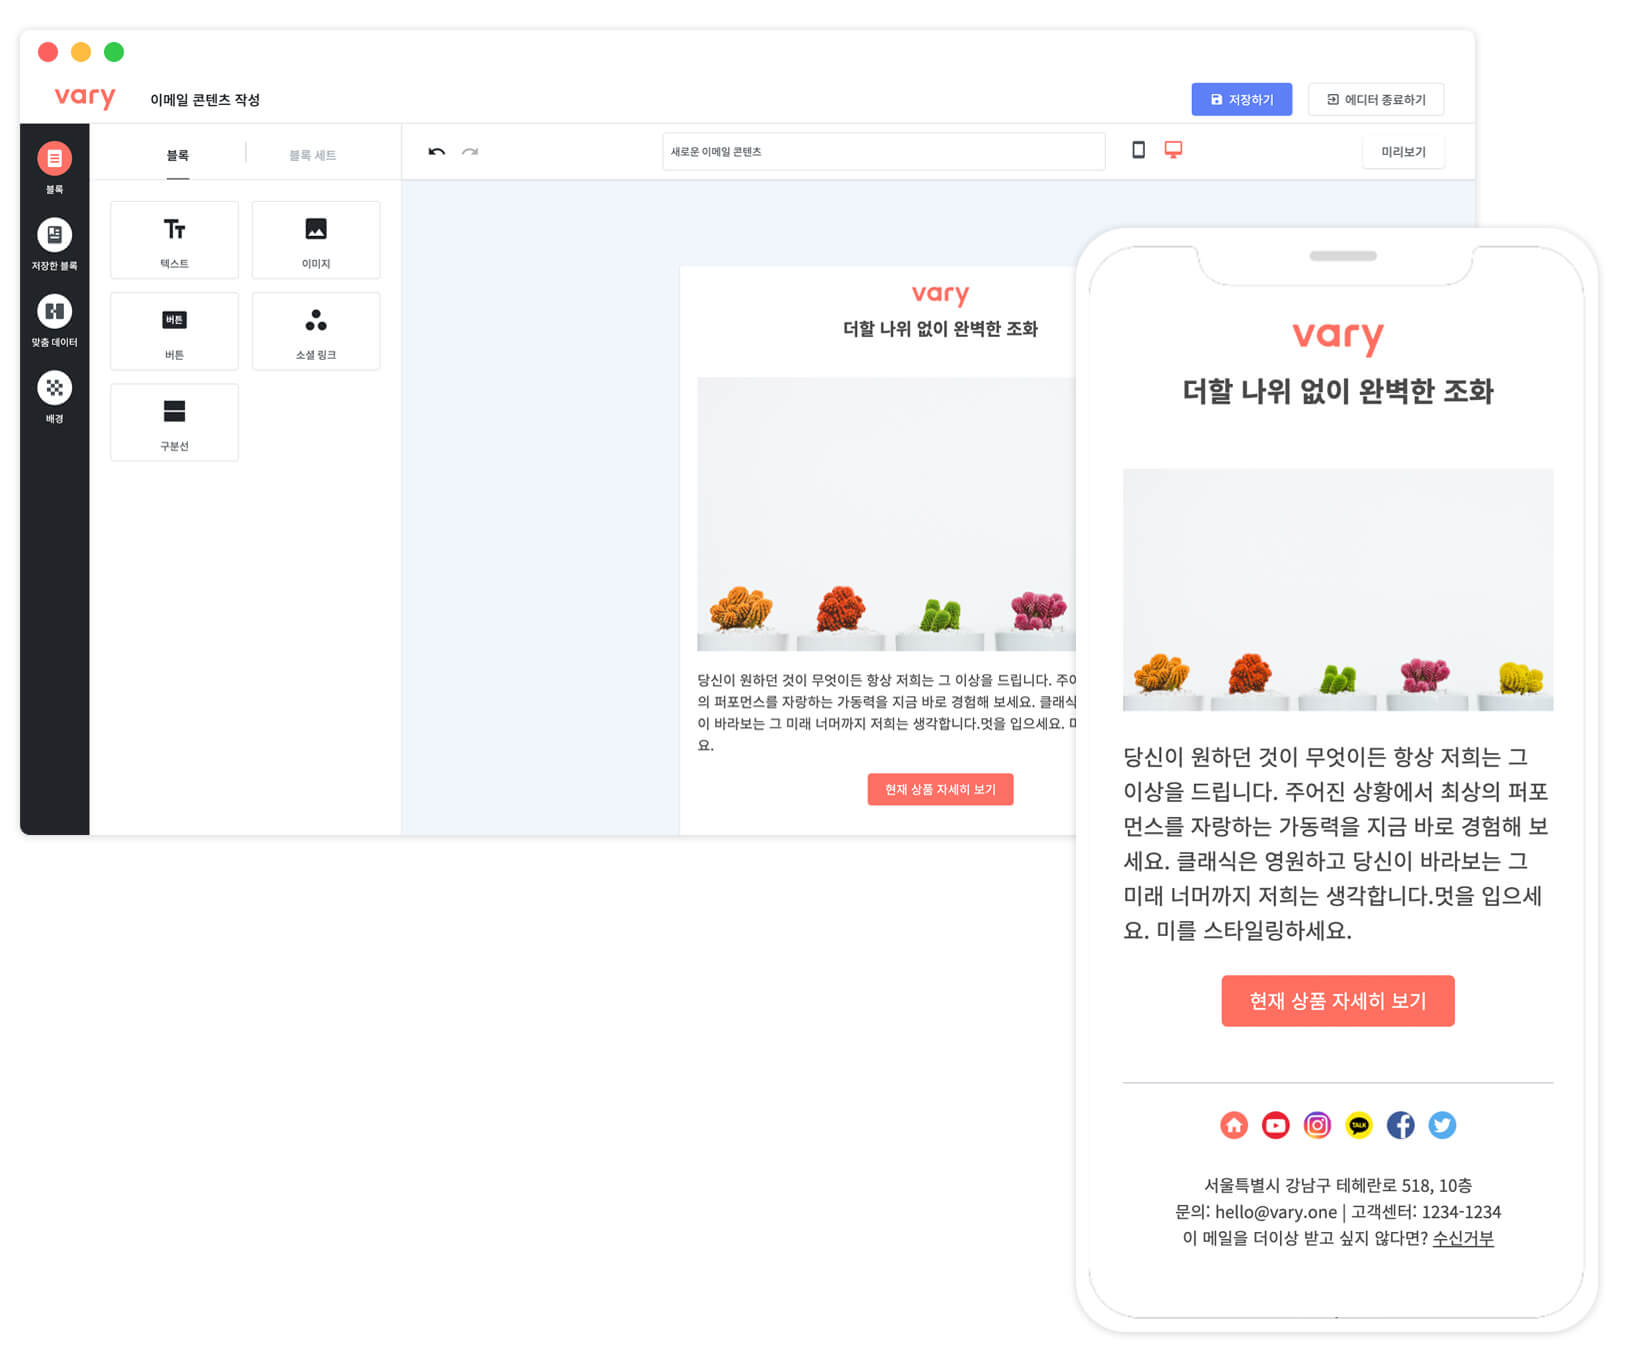 vary
이메일 콘텐츠 작성
저장하기
에디터 종료하기
블록
저장한 블록
맞춤 데이터
배경
블록
블록 세트
텍스트
이미지
버튼
버튼
소셜 링크
구분선
새로운 이메일 콘텐츠
미리보기
vary
더할 나위 없이 완벽한 조화
당신이 원하던 것이 무엇이든 항상 저희는 그 이상을 드립니다. 주어
의 퍼포먼스를 자랑하는 가동력을 지금 바로 경험해 보세요. 클래식
이 바라보는 그 미래 너머까지 저희는 생각합니다.멋을 입으세요. 미
요.
현재 상품 자세히 보기
vary
더할 나위 없이 완벽한 조화
당신이 원하던 것이 무엇이든 항상 저희는 그
이상을 드립니다. 주어진 상황에서 최상의 퍼포
먼스를 자랑하는 가동력을 지금 바로 경험해 보
세요. 클래식은 영원하고 당신이 바라보는 그
미래 너머까지 저희는 생각합니다.멋을 입으세
요. 미를 스타일링하세요.
현재 상품 자세히 보기
TALK
서울특별시 강남구 테헤란로 518, 10층
문의: hello@vary.one | 고객센터: 1234-1234
이 메일을 더이상 받고 싶지 않다면? 수신거부